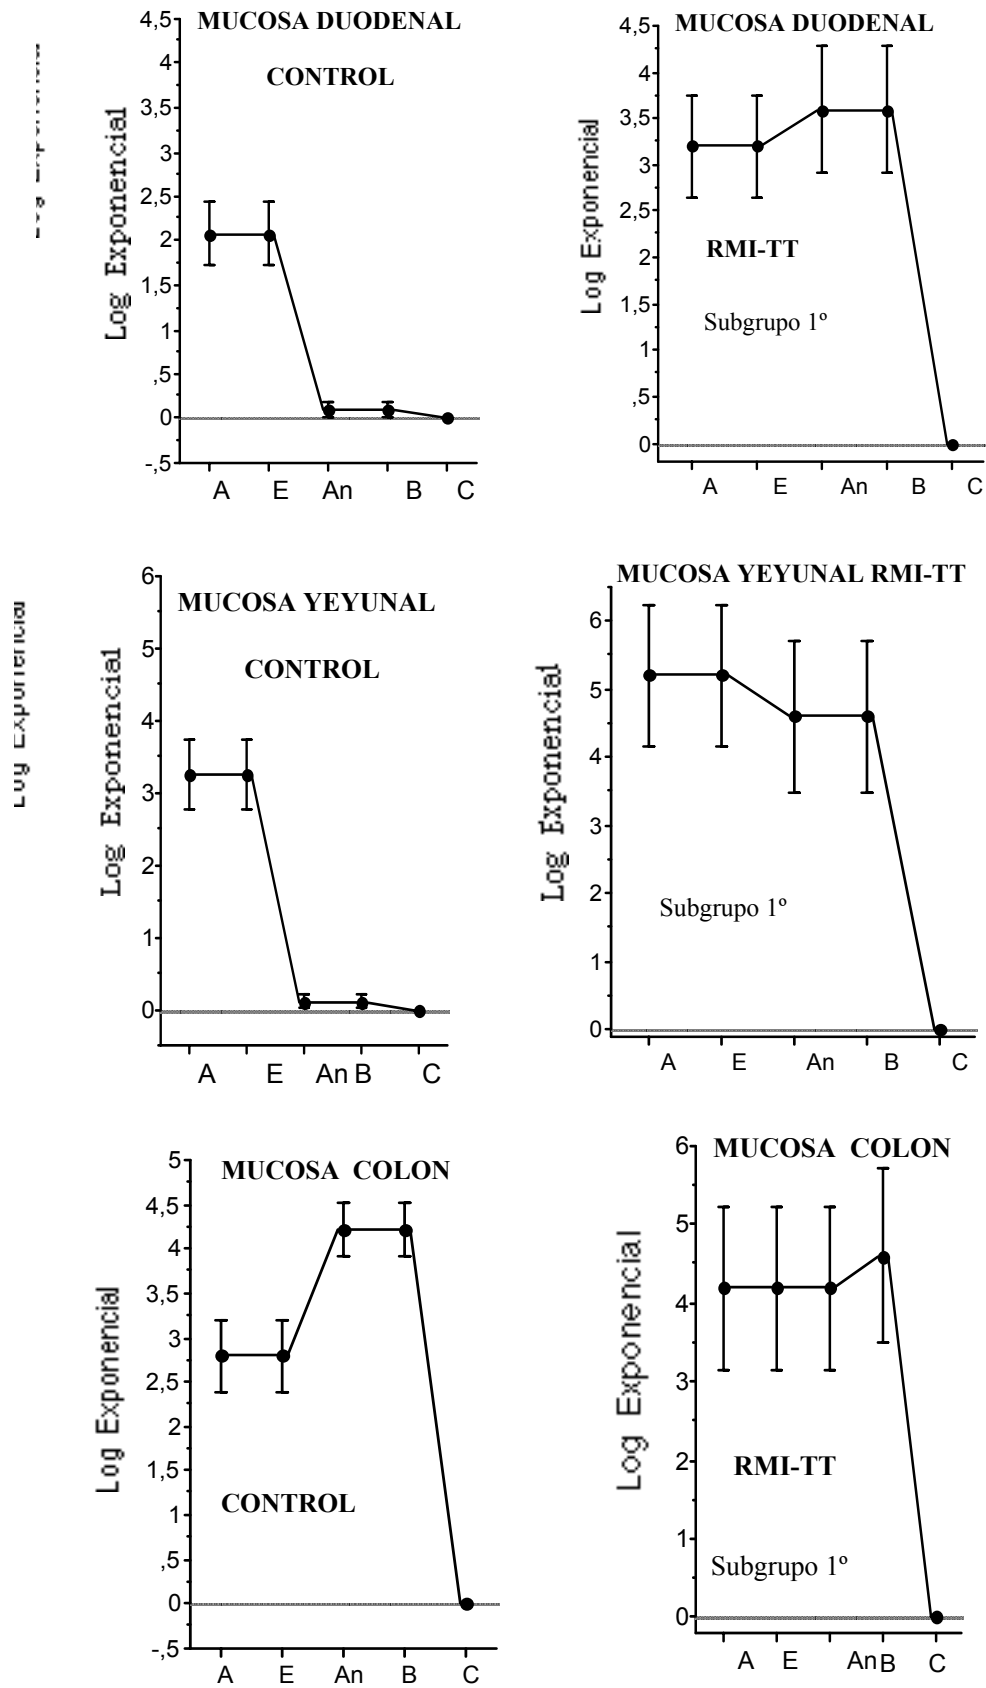 MUCOSA DUODENAL
CONTROL
Log Exponencial
4,5
4
3,5
3
2,5
2
1,5
1
,5
0
-,5
A E An B C
MUCOSA DUODENAL
RMI-TT
Subgrupo 1º
Log Exponencial
4,5
4
3,5
3
2,5
2
1,5
1
,5
0
A E An B C
MUCOSA YEYUNAL
CONTROL
Log Exponencial
6
5
4
3
2
1
0
A E An B C
MUCOSA YEYUNAL RMI-TT
Subgrupo 1º
Log Exponencial
6
5
4
3
2
1
0
A E An B C
MUCOSA COLON
CONTROL
Log Exponencial
5
4,5
4
3,5
3
2,5
2
1,5
1
,5
0
-,5
A E An B C
MUCOSA COLON
RMI-TT
Subgrupo 1º
Log Exponencial
6
5
4
3
2
1
0
A E An B C